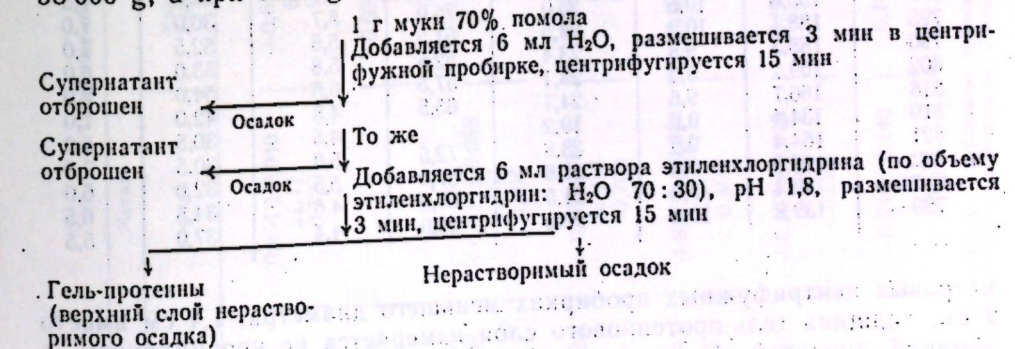 1 г муки 70% помола
Добавляется 6 мл H₂O, размешивается 3 мин в центри-
фужной пробирке, центрифугируется 15 мин
Супернатант
отброшен
Осадок
То же
Супернатант
отброшен
Осадок
Добавляется 6 мл раствора этиленхлоргидрина (по объему
этиленхлоргидрин: H₂O 70 : 30), pH 1,8, размешивается
3 мин, центрифугируется 15 мин
Нерастворимый осадок
Гель-протеины
(верхний слой нераство-
римого осадка)